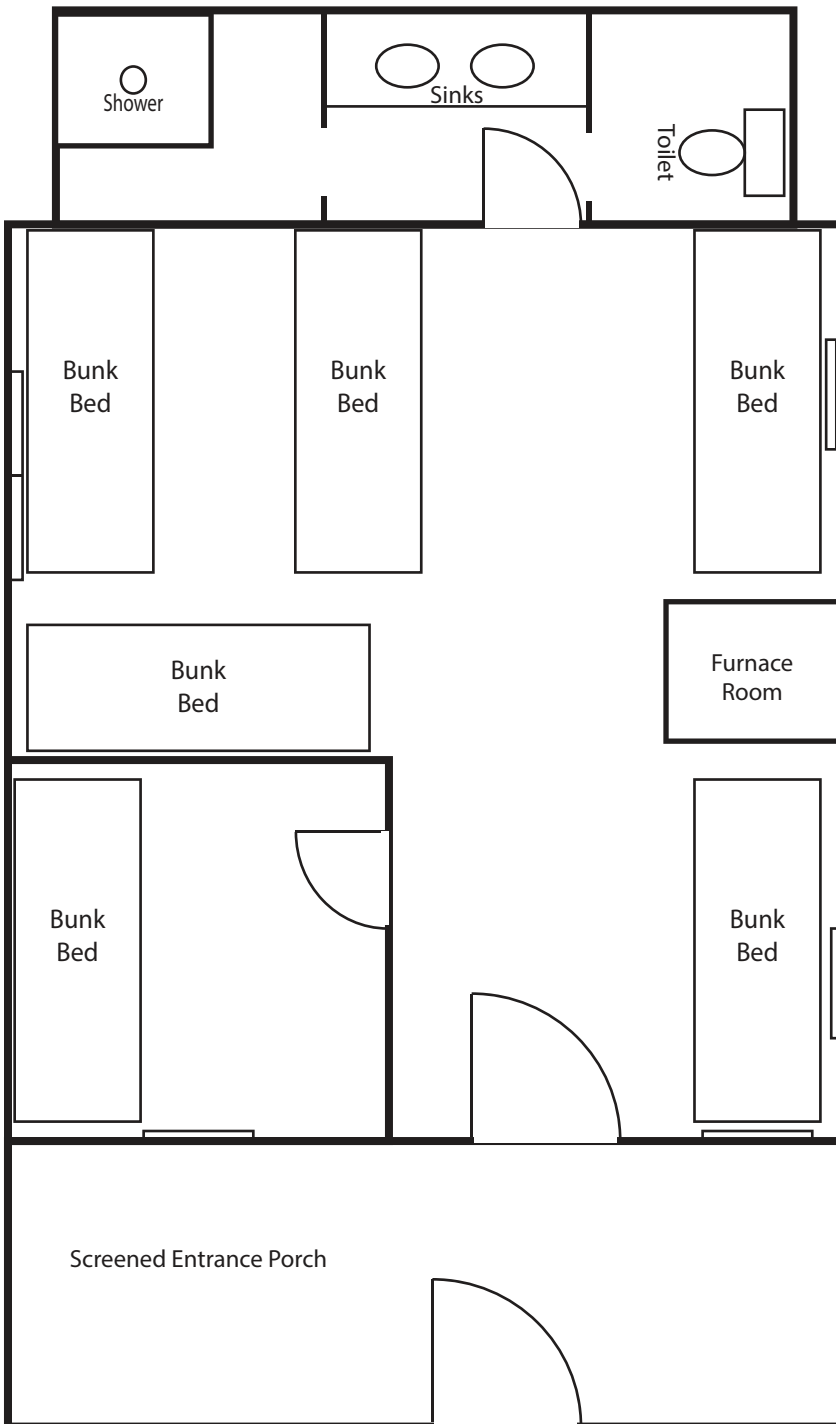 Shower
Sinks
Toilet
Bunk
Bed
Bunk
Bed
Bunk
Bed
Bunk
Bed
Furnace
Room
Bunk
Bed
Bunk
Bed
Screened Entrance Porch